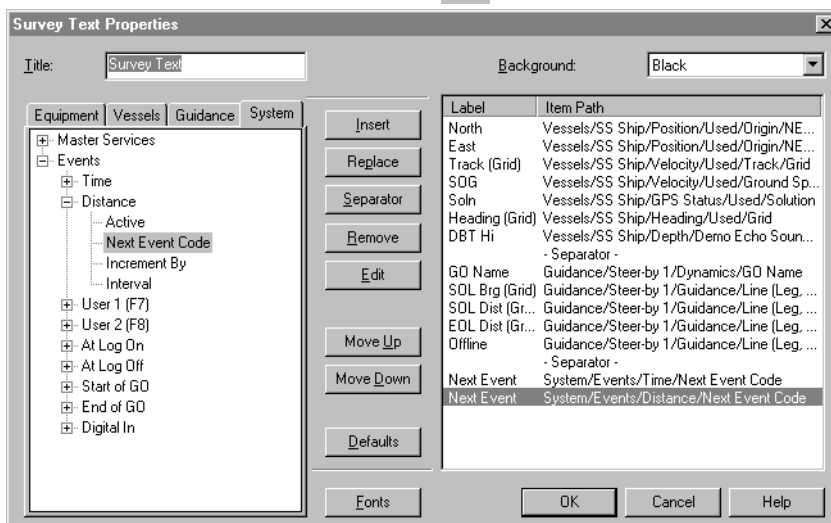 Survey Text Properties
Title: Survey Text
Background: Black
Equipment Vessels Guidance System
Master Services
Events
Time
Distance
Active
Next Event Code
Increment By
Interval
User 1 (F7)
User 2 (F8)
At Log On
At Log Off
Start of GO
End of GO
Digital In
Insert
Replace
Separator
Remove
Edit
Move Up
Move Down
Defaults
Fonts
Label Item Path
North Vessels/SS Ship/Position/Used/Origin/NE...
East Vessels/SS Ship/Position/Used/Origin/NE...
Track (Grid) Vessels/SS Ship/Velocity/Used/Track/Grid
SOG Vessels/SS Ship/Velocity/Used/Ground Sp...
Soln Vessels/SS Ship/GPS Status/Used/Solution
Heading (Grid) Vessels/SS Ship/Heading/Used/Grid
DBT Hi Vessels/SS Ship/Depth/Demo Echo Soun...
- Separator -
GO Name Guidance/Steer-by 1/Dynamics/GO Name
SOL Brg (Grid) Guidance/Steer-by 1/Guidance/Line (Leg, ...
SOL Dist (Gr... Guidance/Steer-by 1/Guidance/Line (Leg, ...
EOL Dist (Gr... Guidance/Steer-by 1/Guidance/Line (Leg, ...
Offline Guidance/Steer-by 1/Guidance/Line (Leg, ...
- Separator -
Next Event System/Events/Time/Next Event Code
Next Event System/Events/Distance/Next Event Code
OK Cancel Help